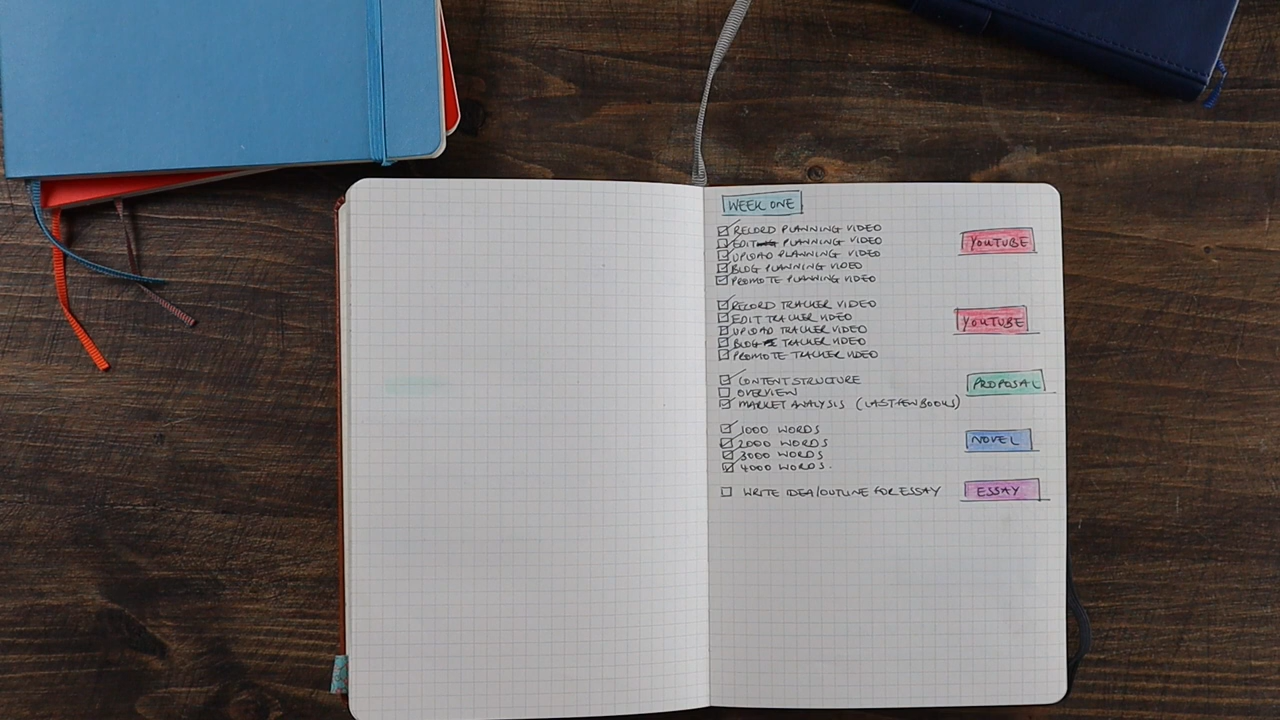 WEEK ONE
RECORD PLANNING VIDEO
EDIT PLANNING VIDEO
YOUTUBE
UPLOAD PLANNING VIDEO
BLOG PLANNING VIDEO
PROMOTE PLANNING VIDEO
RECORD TRACKER VIDEO
EDIT TRACKER VIDEO
YOUTUBE
UPLOAD TRACKER VIDEO
BLOG TRACKER VIDEO
PROMOTE TRACKER VIDEO
CONTENT STRUCTURE
PROPOSAL
OVERVIEW
MARKET ANALYSIS (LAST FEW BOOKS)
1000 WORDS
2000 WORDS
NOVEL
3000 WORDS
4000 WORDS.
WRITE IDEA/OUTLINE FOR ESSAY
ESSAY